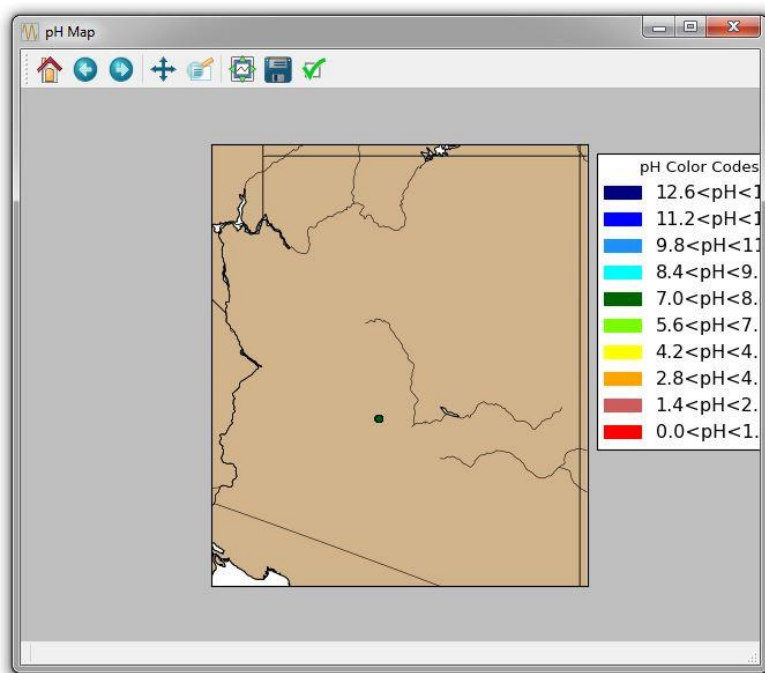 pH Map
pH Color Codes
12.6<pH<1
11.2<pH<1
9.8<pH<11
8.4<pH<9.
7.0<pH<8.
5.6<pH<7.
4.2<pH<4.
2.8<pH<4.
1.4<pH<2.
0.0<pH<1.